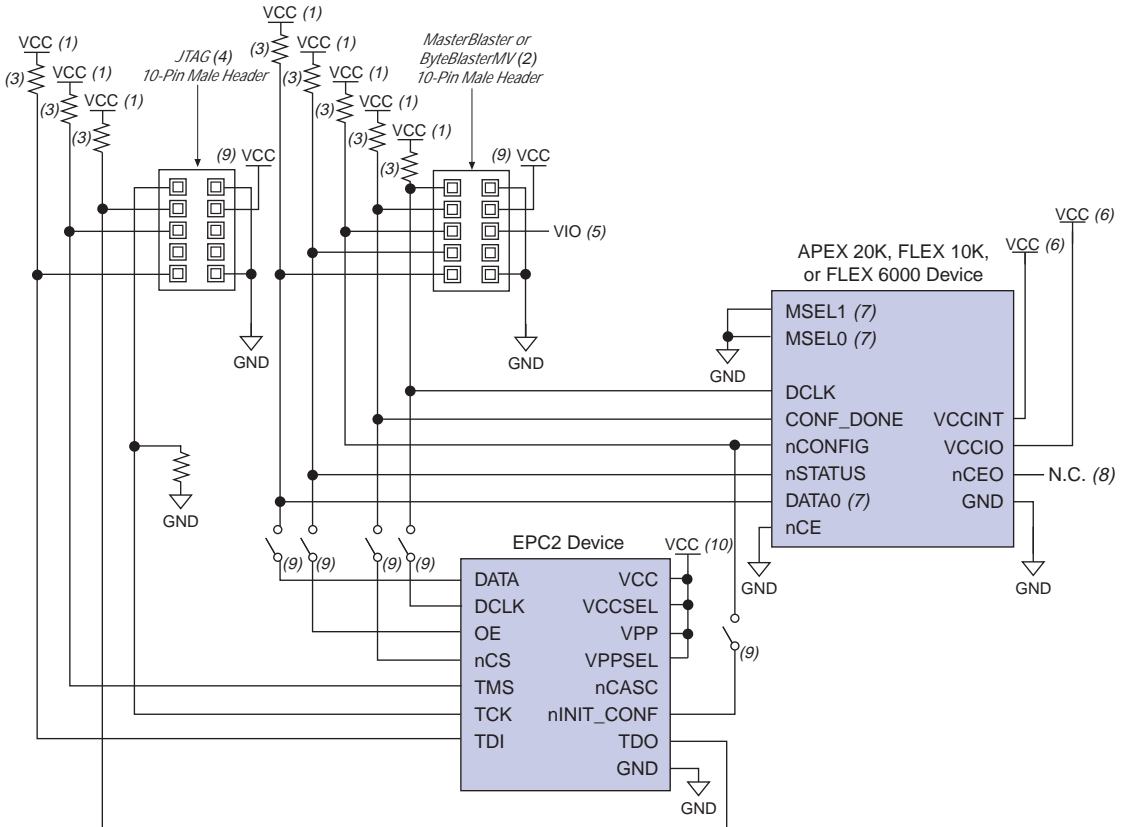 VCC (1)
(3)
VCC (1)
(3)
VCC (1)
(3)
JTAG (4)
10-Pin Male Header
(9) VCC
GND
GND
VCC (1)
(3)
VCC (1)
(3)
VCC (1)
(3)
VCC (1)
(3)
VCC (1)
(3)
MasterBlaster or
ByteBlasterMV (2)
10-Pin Male Header
(9) VCC
VIO (5)
GND
VCC (6)
VCC (6)
APEX 20K, FLEX 10K,
or FLEX 6000 Device
MSEL1 (7)
MSEL0 (7)
GND
DCLK
CONF_DONE
nCONFIG
nSTATUS
DATA0 (7)
nCE
VCCINT
VCCIO
nCEO
GND
N.C. (8)
GND
GND
(9)
(9)
(9)
(9)
EPC2 Device
VCC (10)
DATA
DCLK
OE
nCS
TMS
TCK
TDI
VCC
VCCSEL
VPP
VPPSEL
nCASC
nINIT_CONF
TDO
GND
(9)
GND